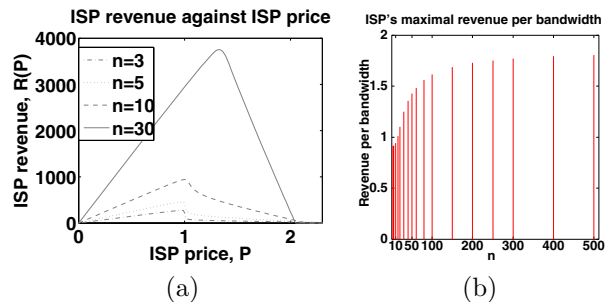 ISP revenue against ISP price
4000
3000
2000
1000
0
ISP revenue, R(P)
n=3
n=5
n=10
n=30
0 1 2
ISP price, P
(a)
ISP's maximal revenue per bandwidth
2
1.5
1
0.5
0
Revenue per bandwidth
10 50 100 200 300 400 500
n
(b)